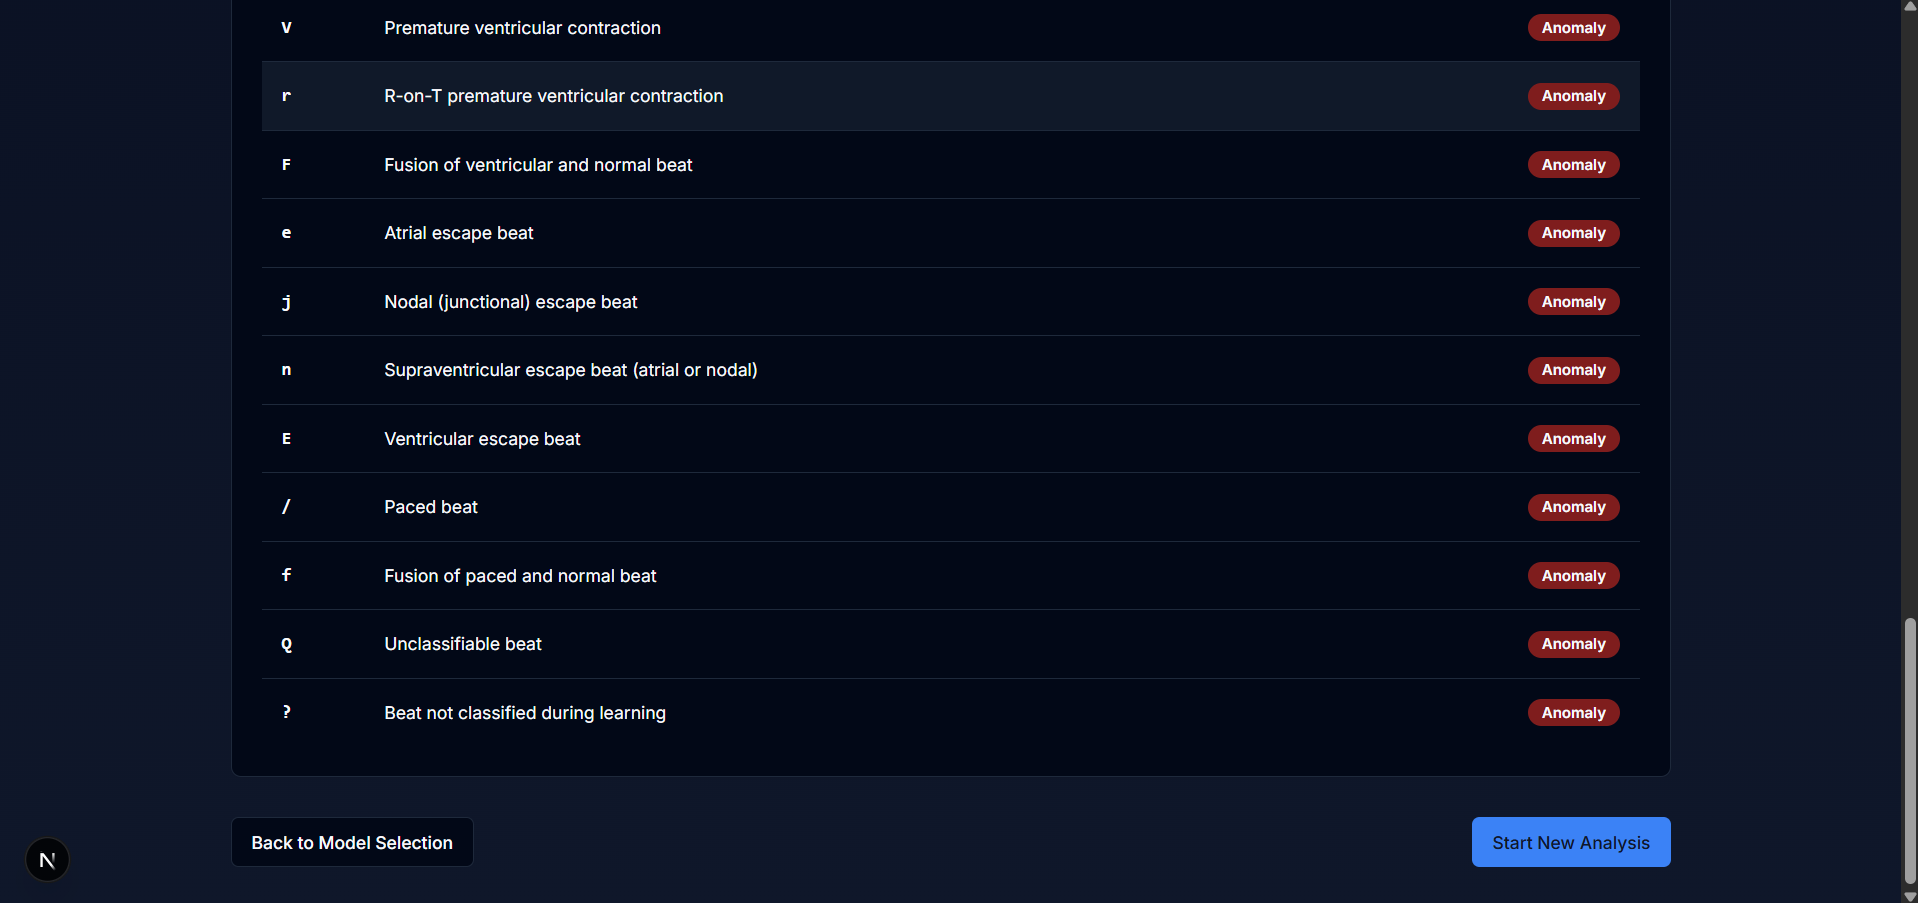 V Premature ventricular contraction Anomaly
r R-on-T premature ventricular contraction Anomaly
F Fusion of ventricular and normal beat Anomaly
e Atrial escape beat Anomaly
j Nodal (junctional) escape beat Anomaly
n Supraventricular escape beat (atrial or nodal) Anomaly
E Ventricular escape beat Anomaly
/ Paced beat Anomaly
f Fusion of paced and normal beat Anomaly
Q Unclassifiable beat Anomaly
? Beat not classified during learning Anomaly
Back to Model Selection Start New Analysis
N